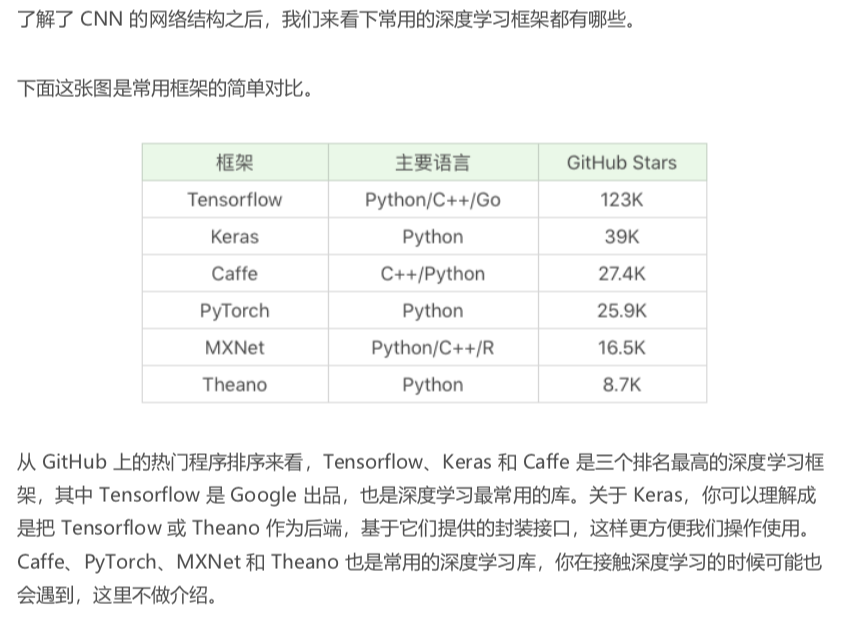 了解了 CNN 的网络结构之后，我们来看下常用的深度学习框架都有哪些。
下面这张图是常用框架的简单对比。
框架 主要语言 GitHub Stars
Tensorflow Python/C++/Go 123K
Keras Python 39K
Caffe C++/Python 27.4K
PyTorch Python 25.9K
MXNet Python/C++/R 16.5K
Theano Python 8.7K
从 GitHub 上的热门程序排序来看，Tensorflow、Keras 和 Caffe 是三个排名最高的深度学习框
架，其中 Tensorflow 是 Google 出品，也是深度学习最常用的库。关于 Keras，你可以理解成
是把 Tensorflow 或 Theano 作为后端，基于它们提供的封装接口，这样更方便我们操作使用。
Caffe、PyTorch、MXNet 和 Theano 也是常用的深度学习库，你在接触深度学习的时候可能也
会遇到，这里不做介绍。